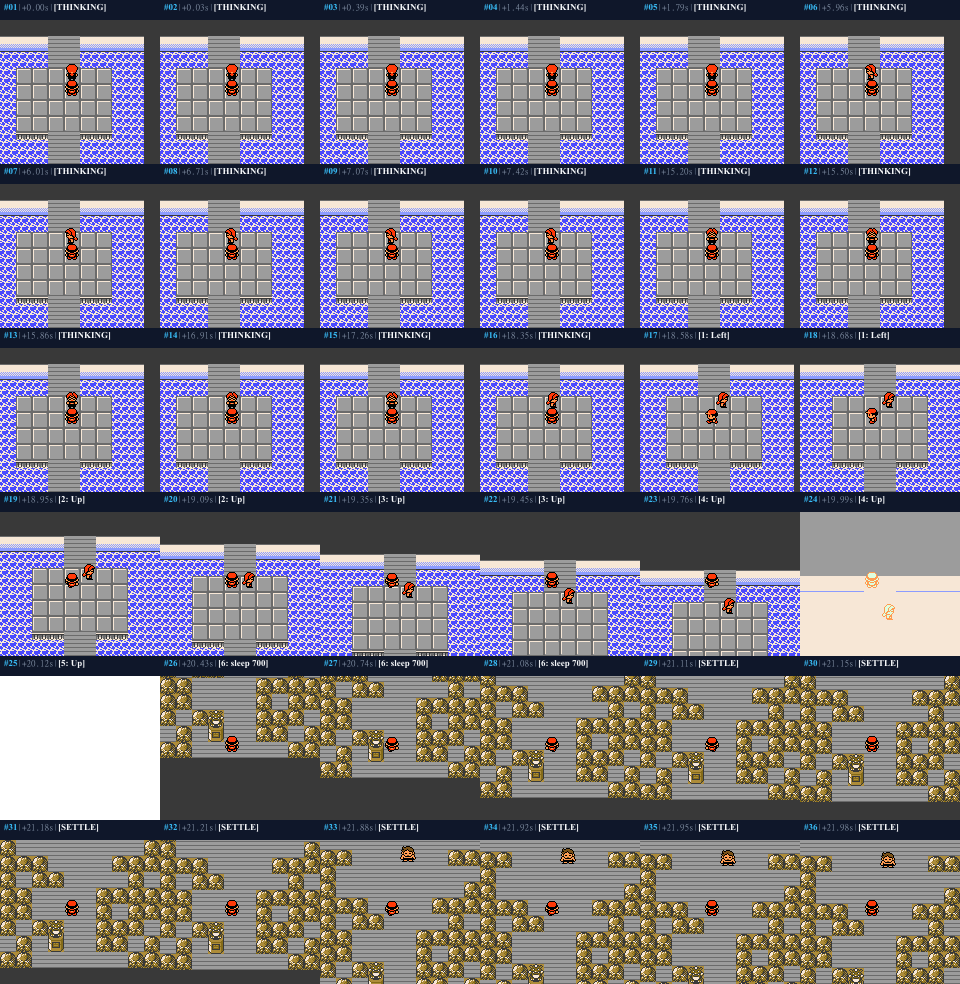 #01|+0.00s|[THINKING] #02|+0.03s|[THINKING] #03|+0.39s|[THINKING] #04|+1.44s|[THINKING] #05|+1.79s|[THINKING] #06|+5.96s|[THINKING]
#07|+6.01s|[THINKING] #08|+6.71s|[THINKING] #09|+7.07s|[THINKING] #10|+7.42s|[THINKING] #11|+15.20s|[THINKING] #12|+15.50s|[THINKING]
#13|+15.86s|[THINKING] #14|+16.91s|[THINKING] #15|+17.26s|[THINKING] #16|+18.35s|[THINKING] #17|+18.58s|[1: Left] #18|+18.68s|[1: Left]
#19|+18.95s|[2: Up] #20|+19.09s|[2: Up] #21|+19.35s|[3: Up] #22|+19.45s|[3: Up] #23|+19.76s|[4: Up] #24|+19.99s|[4: Up]
#25|+20.12s|[5: Up] #26|+20.43s|[6: sleep 700] #27|+20.74s|[6: sleep 700] #28|+21.08s|[6: sleep 700] #29|+21.11s|[SETTLE] #30|+21.15s|[SETTLE]
#31|+21.18s|[SETTLE] #32|+21.21s|[SETTLE] #33|+21.88s|[SETTLE] #34|+21.92s|[SETTLE] #35|+21.95s|[SETTLE] #36|+21.98s|[SETTLE]